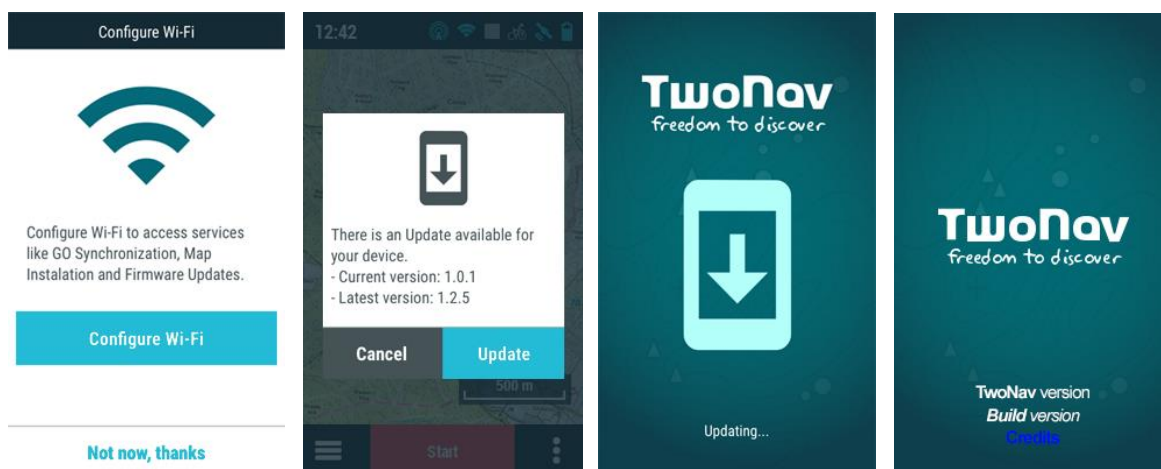 Configure Wi-Fi
Configure Wi-Fi to access services
like GO Synchronization, Map
Instalation and Firmware Updates.
Configure Wi-Fi
Not now, thanks
12:42
There is an Update available for
your device.
- Current version: 1.0.1
- Latest version: 1.2.5
Cancel
Update
500 m
Start
TwoNav
freedom to discover
Updating...
TwoNav
freedom to discover
TwoNav version
Build version
Credits